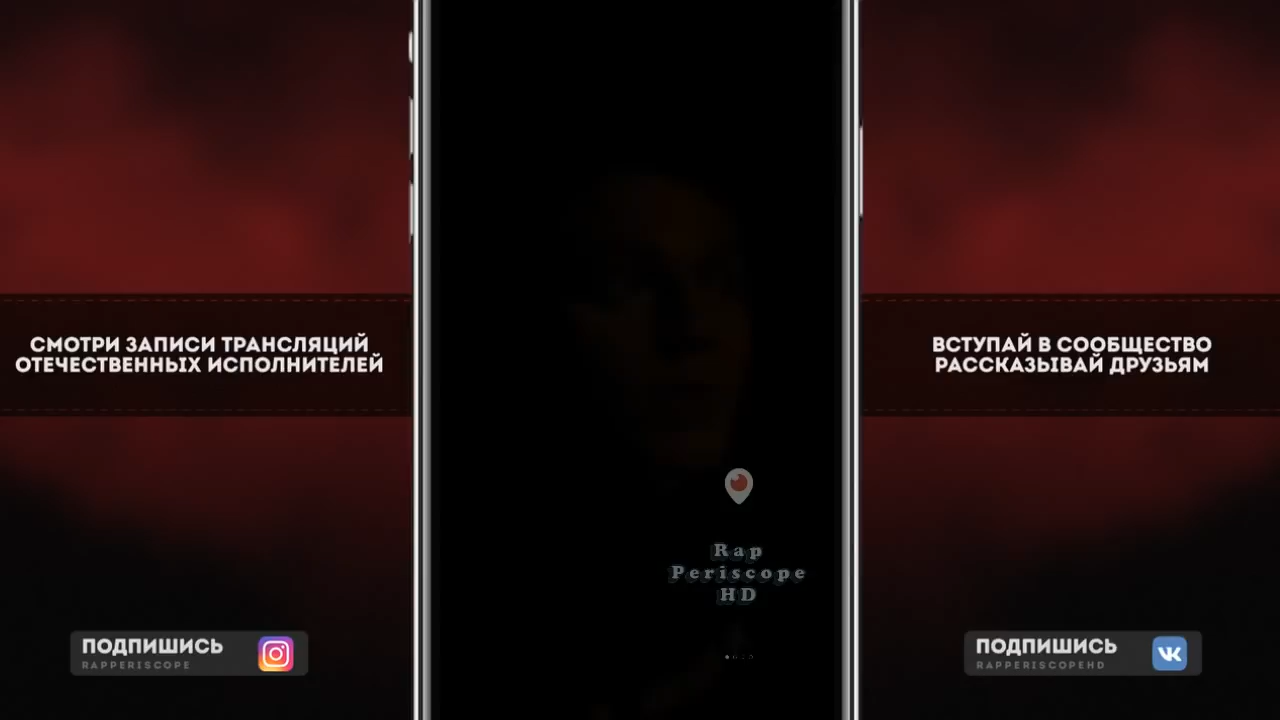 СМОТРИ ЗАПИСИ ТРАНСЛЯЦИЙ
ОТЕЧЕСТВЕННЫХ ИСПОЛНИТЕЛЕЙ
ВСТУПАЙ В СООБЩЕСТВО
РАССКАЗЫВАЙ ДРУЗЬЯМ
Rap
Periscope
HD
ПОДПИШИСЬ
RAPPERISCOPE
ПОДПИШИСЬ
RAPPERISCOPEHD